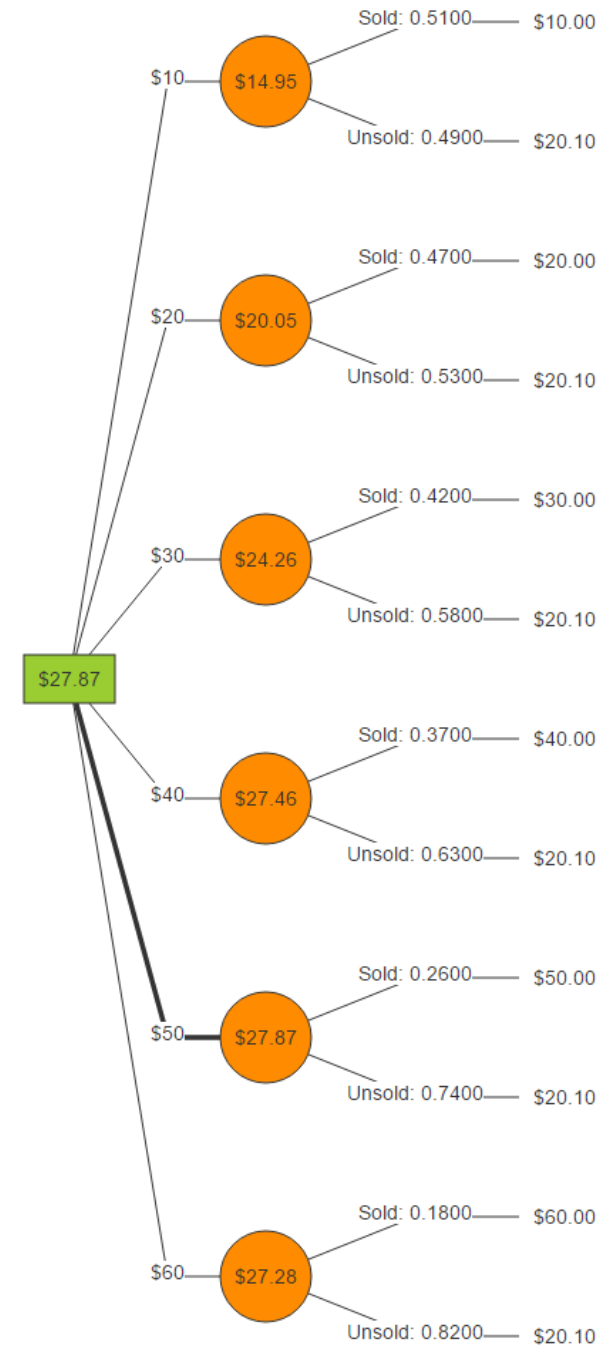 Sold: 0.5100 $10.00
$10 $14.95
Unsold: 0.4900 $20.10
Sold: 0.4700 $20.00
$20 $20.05
Unsold: 0.5300 $20.10
Sold: 0.4200 $30.00
$30 $24.26
Unsold: 0.5800 $20.10
$27.87
Sold: 0.3700 $40.00
$40 $27.46
Unsold: 0.6300 $20.10
Sold: 0.2600 $50.00
$50 $27.87
Unsold: 0.7400 $20.10
Sold: 0.1800 $60.00
$60 $27.28
Unsold: 0.8200 $20.10